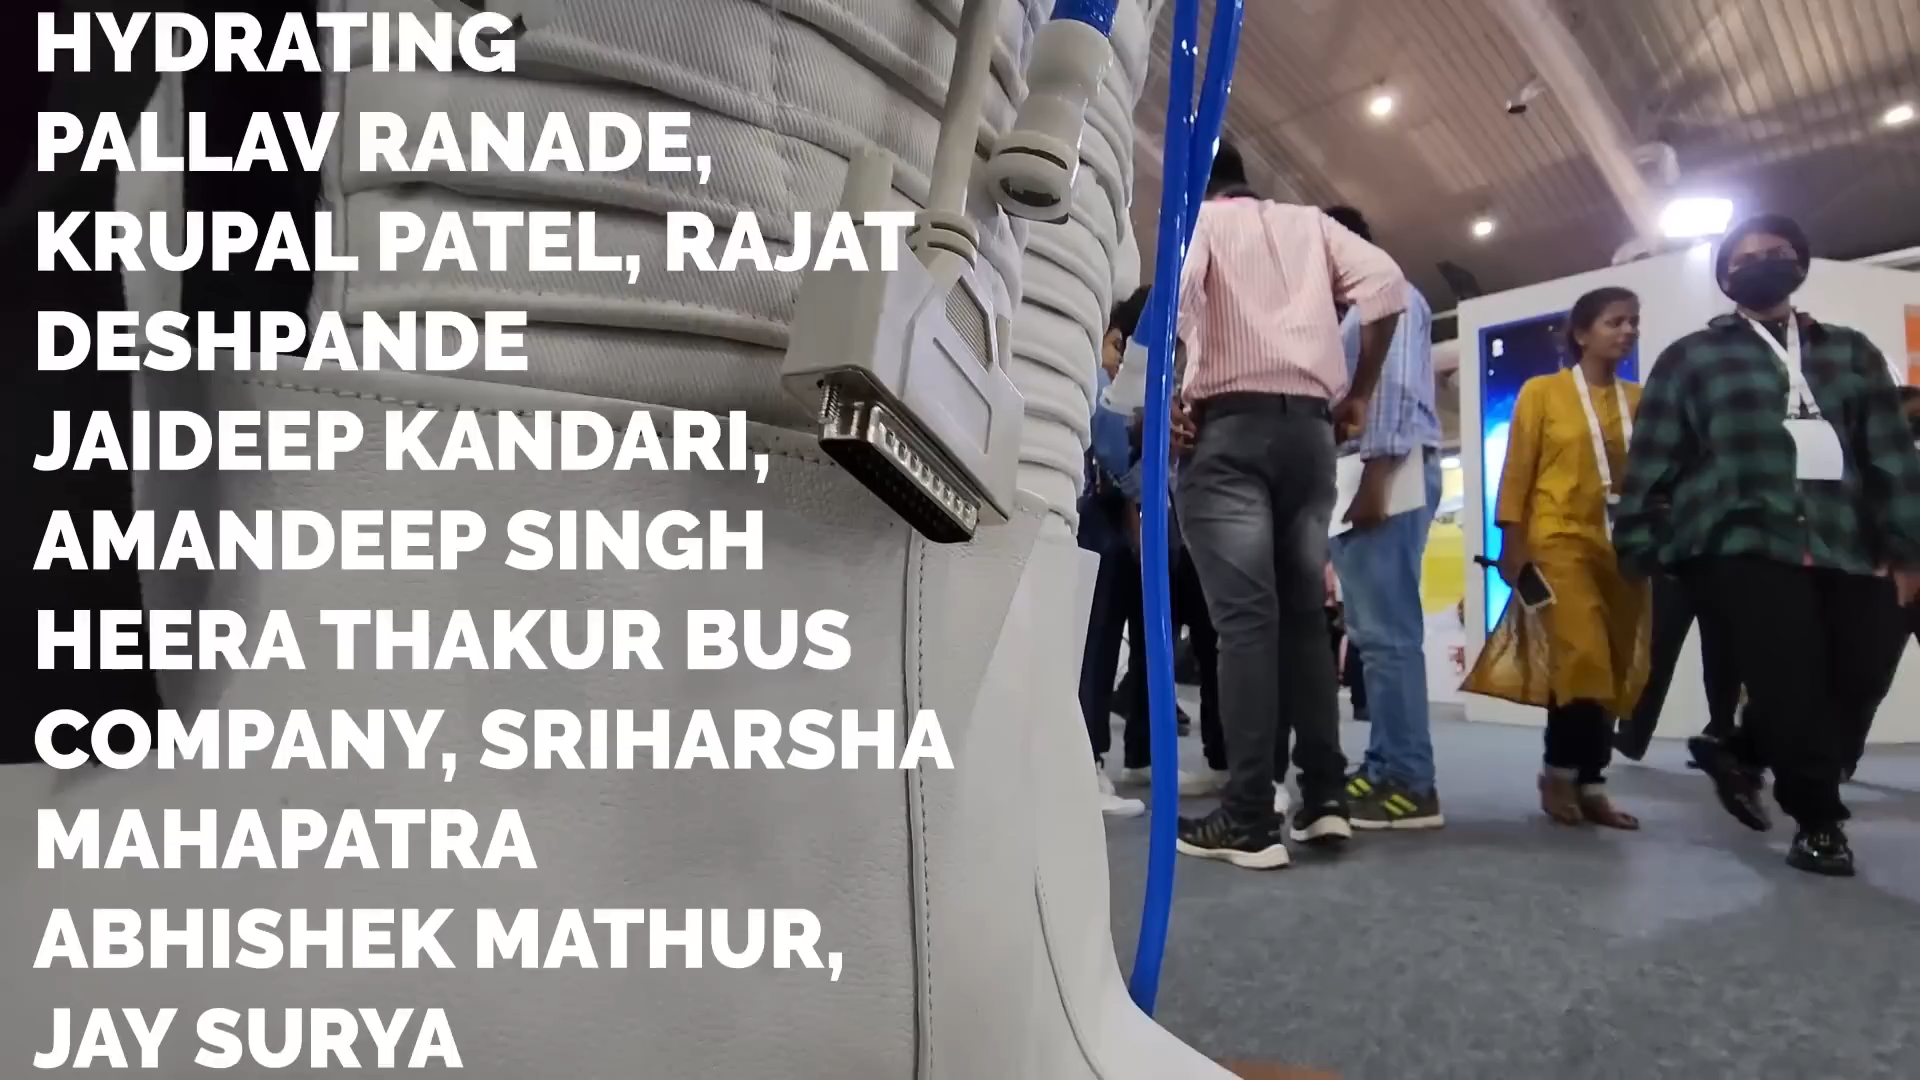 HYDRATING
PALLAV RANADE,
KRUPAL PATEL, RAJAT
DESHPANDE
JAIDEEP KANDARI,
AMANDEEP SINGH
HEERA THAKUR BUS
COMPANY, SRIHARSHA
MAHAPATRA
ABHISHEK MATHUR,
JAY SURYA